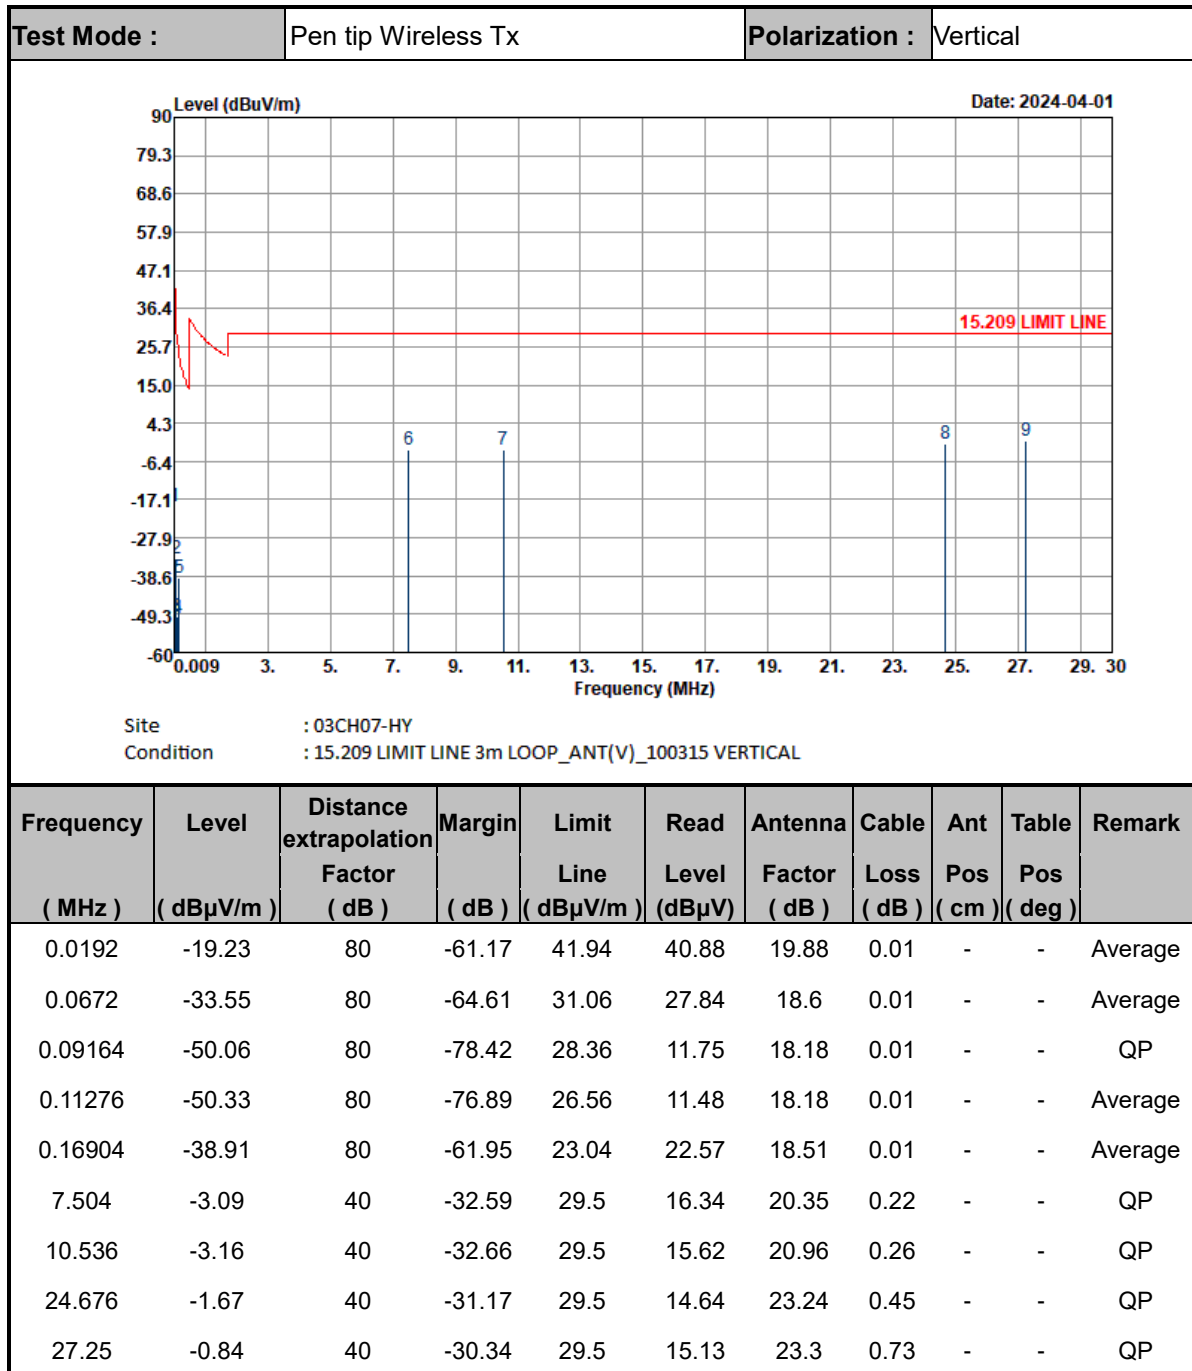 Test Mode : Pen tip Wireless Tx Polarization : Vertical
Level (dBuV/m) Date: 2024-04-01
90
79.3
68.6
57.9
47.1
36.4
15.209 LIMIT LINE
25.7
15.0
4.3
6 7 8 9
-6.4
1
-17.1
-27.9
2
5
-38.6
-49.3
-60
0.009 3. 5. 7. 9. 11. 13. 15. 17. 19. 21. 23. 25. 27. 29. 30
Frequency (MHz)
Site : 03CH07-HY
Condition : 15.209 LIMIT LINE 3m LOOP_ANT(V)_100315 VERTICAL
Frequency Level Distance extrapolation Margin Limit Read Antenna Cable Ant Table Remark
Factor Line Level Factor Loss Pos Pos
( MHz ) ( dBµV/m ) ( dB ) ( dB ) ( dBµV/m ) (dBµV) ( dB ) ( dB ) ( cm ) ( deg )
0.0192 -19.23 80 -61.17 41.94 40.88 19.88 0.01 - - Average
0.0672 -33.55 80 -64.61 31.06 27.84 18.6 0.01 - - Average
0.09164 -50.06 80 -78.42 28.36 11.75 18.18 0.01 - - QP
0.11276 -50.33 80 -76.89 26.56 11.48 18.18 0.01 - - Average
0.16904 -38.91 80 -61.95 23.04 22.57 18.51 0.01 - - Average
7.504 -3.09 40 -32.59 29.5 16.34 20.35 0.22 - - QP
10.536 -3.16 40 -32.66 29.5 15.62 20.96 0.26 - - QP
24.676 -1.67 40 -31.17 29.5 14.64 23.24 0.45 - - QP
27.25 -0.84 40 -30.34 29.5 15.13 23.3 0.73 - - QP